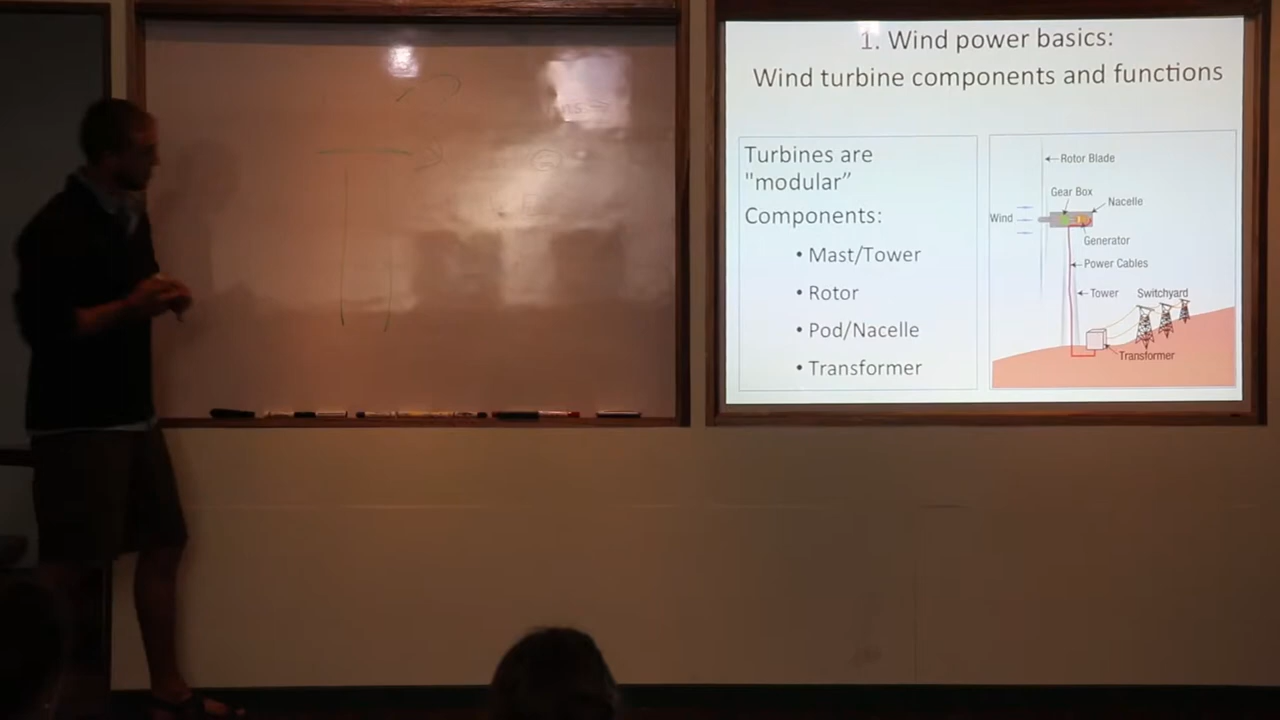 1. Wind power basics:
Wind turbine components and functions
Turbines are
"modular”
Components:
• Mast/Tower
• Rotor
• Pod/Nacelle
• Transformer
Rotor Blade
Gear Box
Nacelle
Wind
Generator
Power Cables
Tower
Switchyard
Transformer